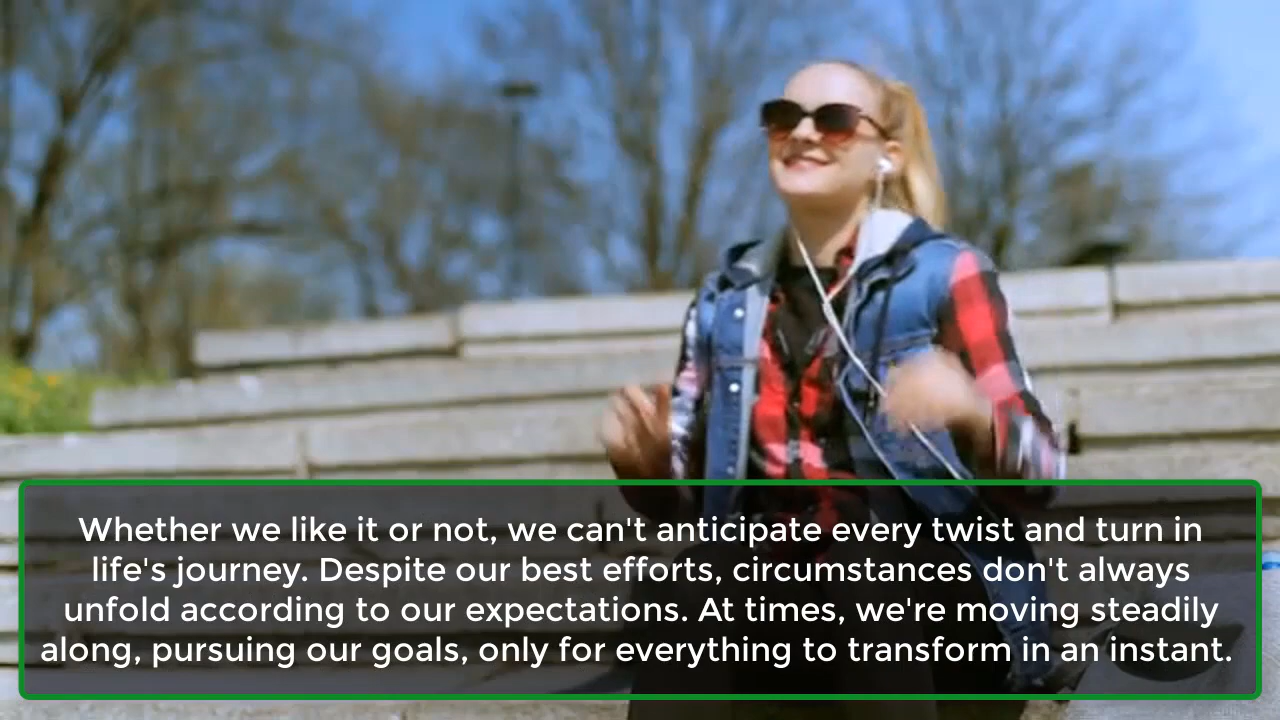 Whether we like it or not, we can't anticipate every twist and turn in
life's journey. Despite our best efforts, circumstances don't always
unfold according to our expectations. At times, we're moving steadily
along, pursuing our goals, only for everything to transform in an instant.